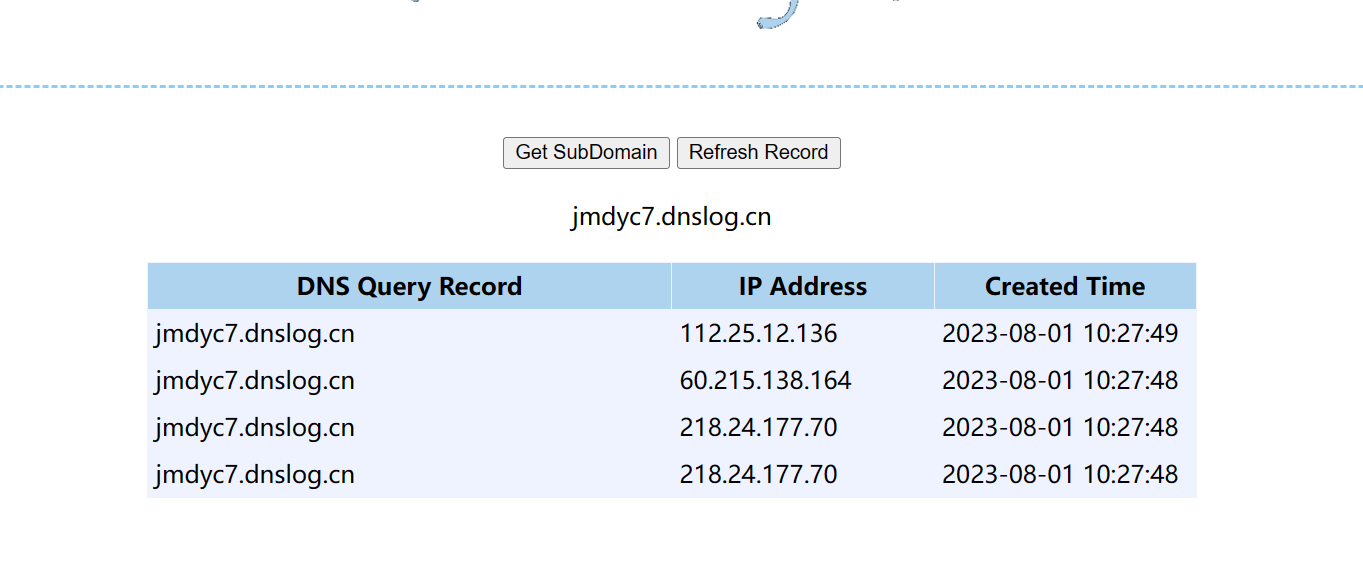 Get SubDomain Refresh Record
jmdyc7.dnslog.cn
DNS Query Record IP Address Created Time
jmdyc7.dnslog.cn 112.25.12.136 2023-08-01 10:27:49
jmdyc7.dnslog.cn 60.215.138.164 2023-08-01 10:27:48
jmdyc7.dnslog.cn 218.24.177.70 2023-08-01 10:27:48
jmdyc7.dnslog.cn 218.24.177.70 2023-08-01 10:27:48